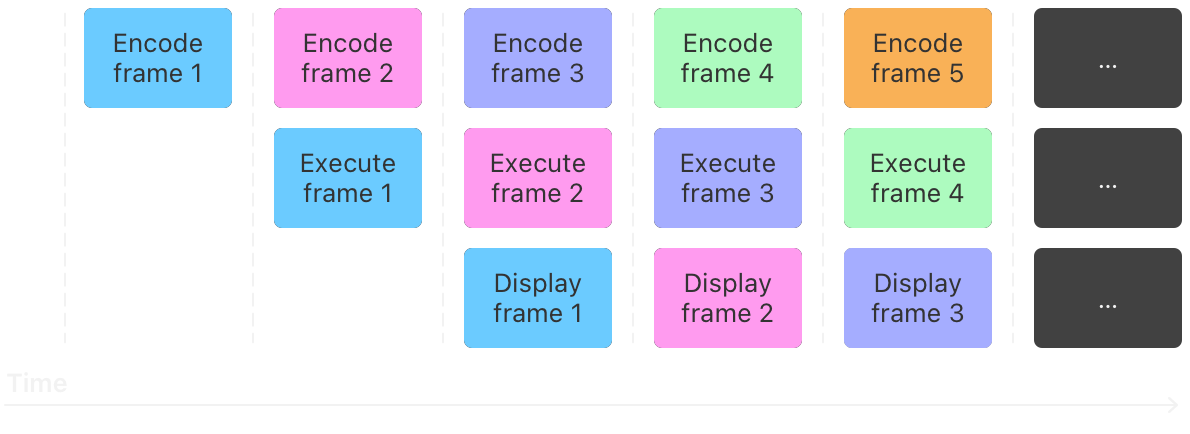 Encode
frame 1
Encode
frame 2
Encode
frame 3
Encode
frame 4
Encode
frame 5
...
Execute
frame 1
Execute
frame 2
Execute
frame 3
Execute
frame 4
...
Display
frame 1
Display
frame 2
Display
frame 3
...
Time